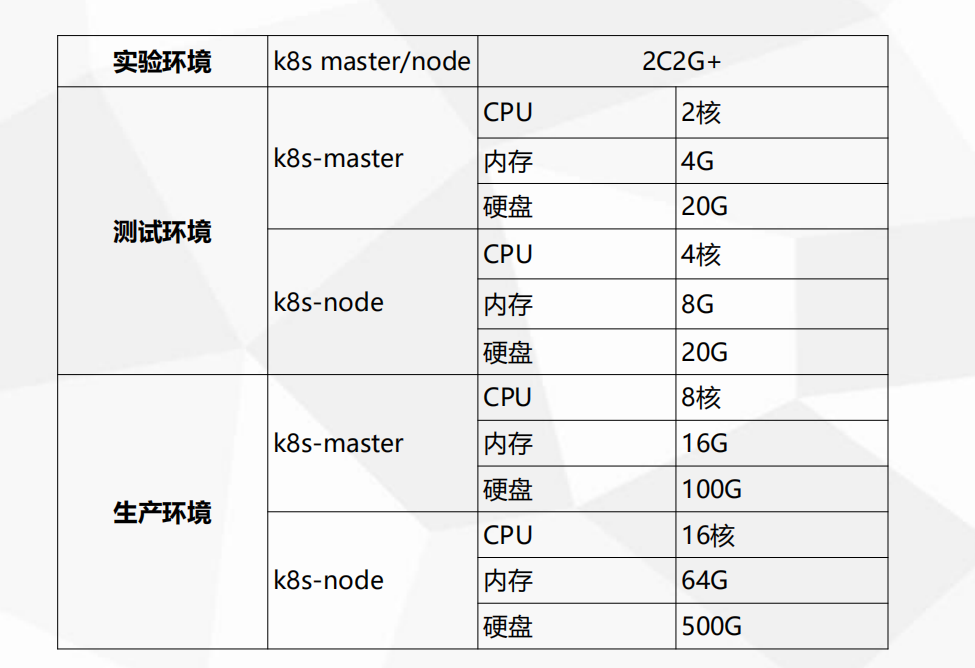 实验环境 k8s master/node 2C2G+
测试环境 k8s-master CPU 2核
内存 4G
硬盘 20G
k8s-node CPU 4核
内存 8G
硬盘 20G
生产环境 k8s-master CPU 8核
内存 16G
硬盘 100G
k8s-node CPU 16核
内存 64G
硬盘 500G